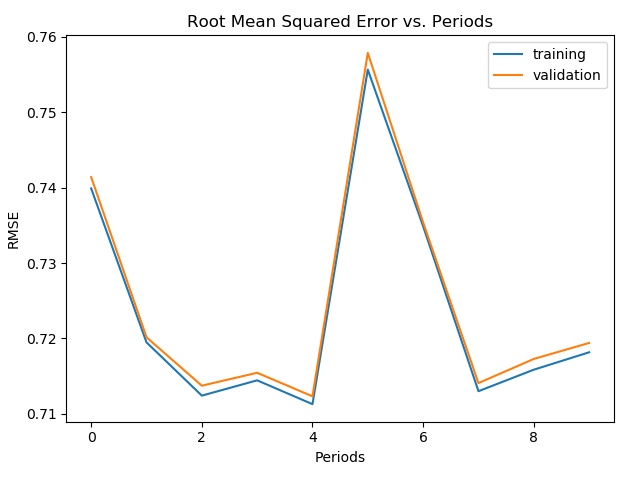 Root Mean Squared Error vs. Periods
0.76
0.75
0.74
0.73
0.72
0.71
RMSE
training
validation
0 2 4 6 8
Periods